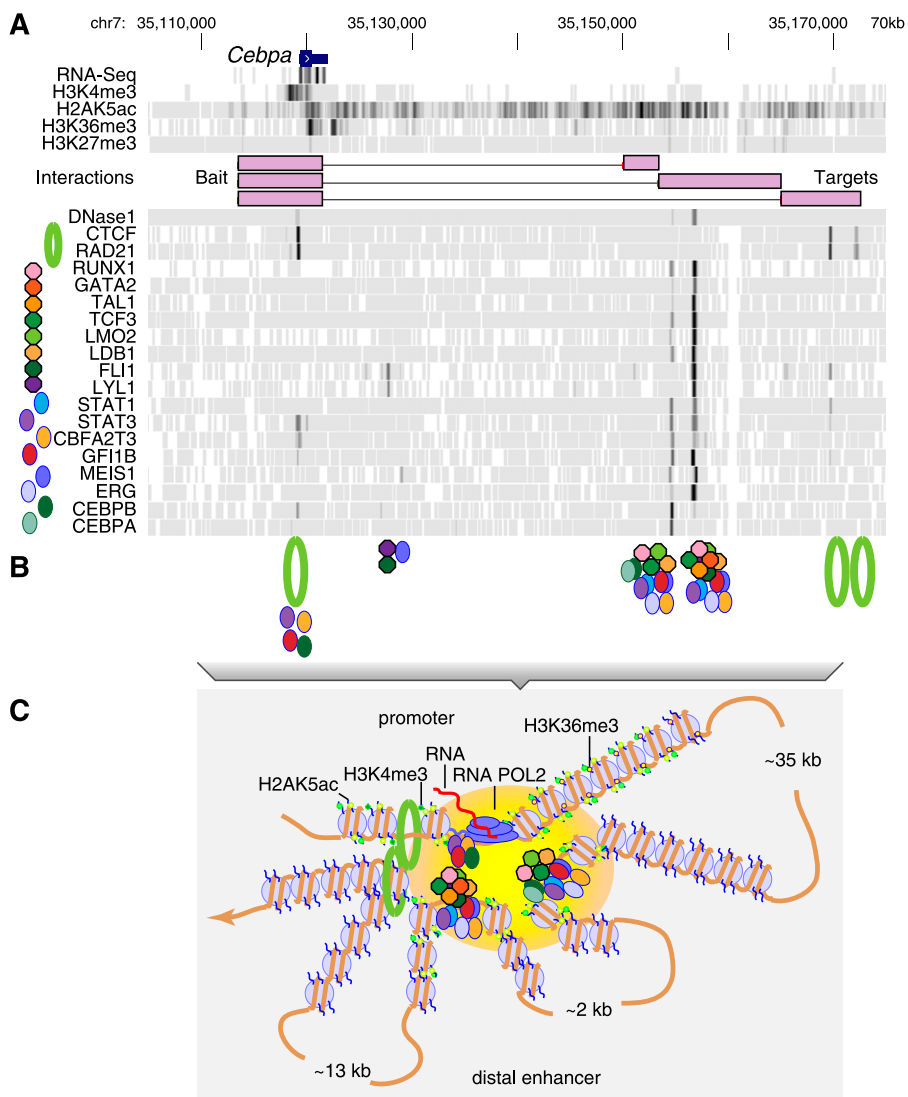 A
chr7: 35,110,000 35,130,000 35,150,000 35,170,000 70kb
Cebpa
RNA-Seq
H3K4me3
H2AK5ac
H3K36me3
H3K27me3
Interactions Bait Targets
DNase1
CTCF
RAD21
RUNX1
GATA2
TAL1
TCF3
LMO2
LDB1
FLI1
LYL1
STAT1
STAT3
CBFA2T3
GFI1B
MEIS1
ERG
CEBPB
CEBPA
B
C
promoter
H3K36me3
RNA
~35 kb
H2AK5ac H3K4me3 RNA POL2
~2 kb
~13 kb
distal enhancer